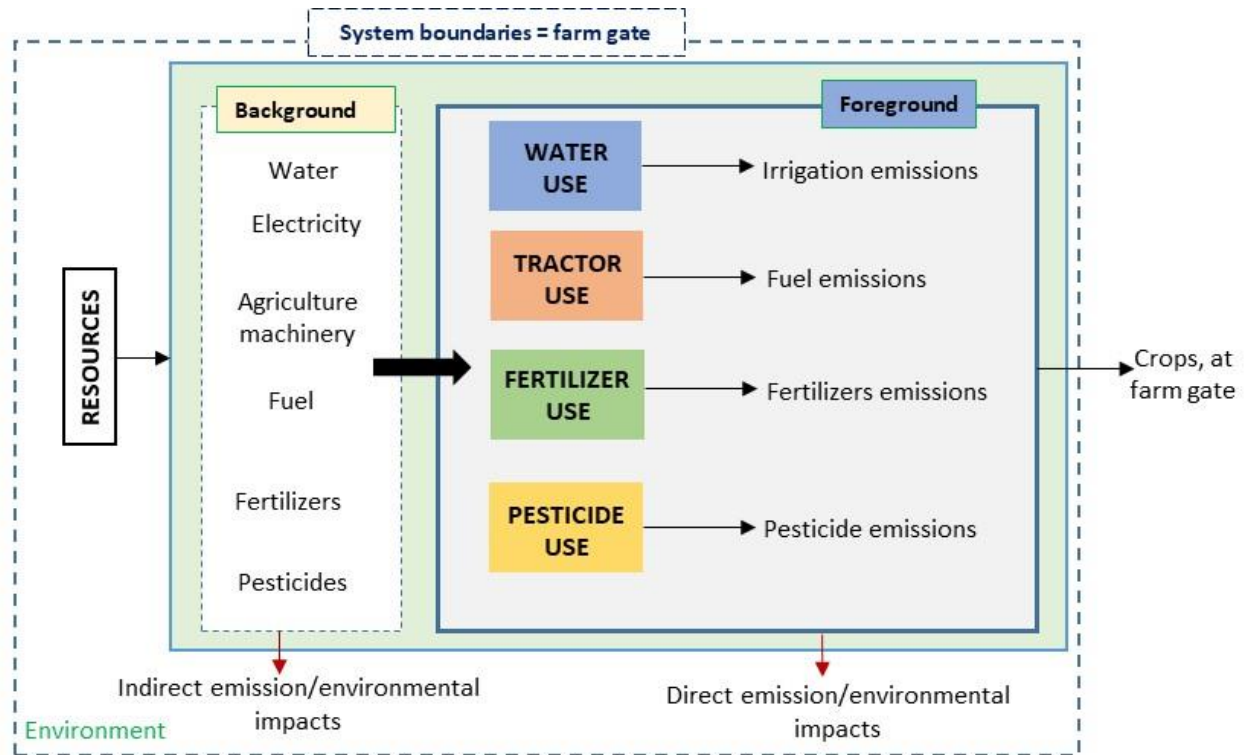 System boundaries = farm gate
Background
Foreground
Water
Electricity
Agriculture
machinery
Fuel
Fertilizers
Pesticides
RESOURCES
WATER
USE
Irrigation emissions
TRACTOR
USE
Fuel emissions
FERTILIZER
USE
Fertilizers emissions
PESTICIDE
USE
Pesticide emissions
Crops, at
farm gate
Indirect emission/environmental
impacts
Direct emission/environmental
impacts
Environment